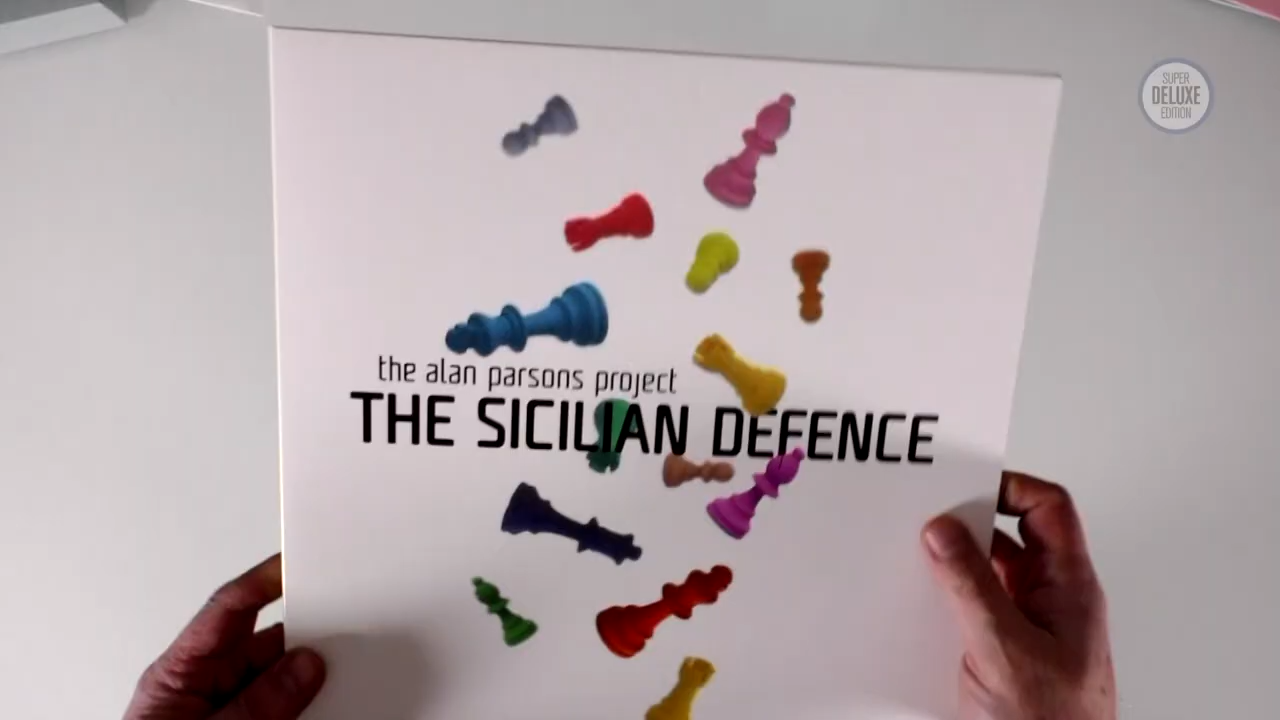 SUPER
DELUXE
EDITION
the alan parsons project
THE SICILIAN DEFENCE